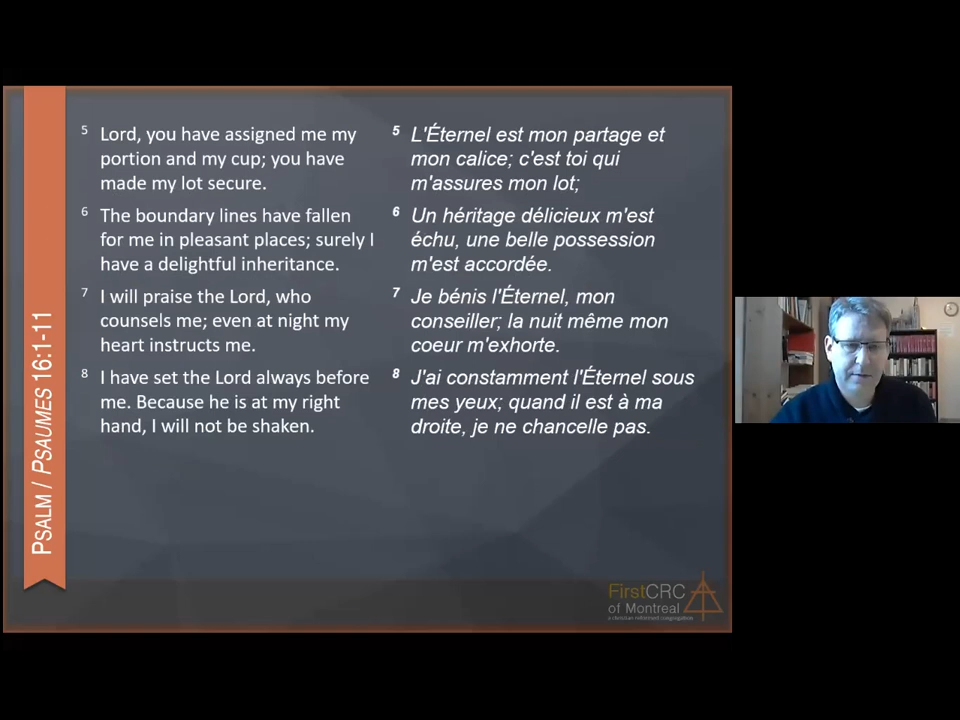 PSALM / PSAUMES 16:1-11
5 Lord, you have assigned me my
portion and my cup; you have
made my lot secure.
6 The boundary lines have fallen
for me in pleasant places; surely I
have a delightful inheritance.
7 I will praise the Lord, who
counsels me; even at night my
heart instructs me.
8 I have set the Lord always before
me. Because he is at my right
hand, I will not be shaken.
5 L'Éternel est mon partage et
mon calice; c'est toi qui
m'assures mon lot;
6 Un héritage délicieux m'est
échu, une belle possession
m'est accordée.
7 Je bénis l'Éternel, mon
conseiller; la nuit même mon
coeur m'exhorte.
8 J'ai constamment l'Éternel sous
mes yeux; quand il est à ma
droite, je ne chancelle pas.
FirstCRC
of Montreal
a christian reformed congregation